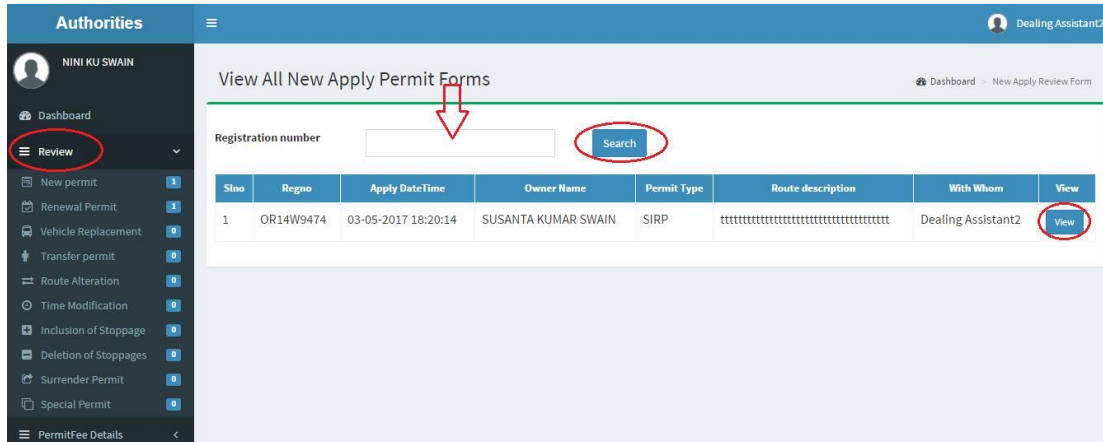 Authorities
Dealing Assistant2
NINI KU SWAIN
View All New Apply Permit Forms
Dashboard > New Apply Review Form
Dashboard
Review
New permit 1
Renewal Permit 1
Vehicle Replacement 0
Transfer permit 0
Route Alteration 0
Time Modification 0
Inclusion of Stoppage 0
Deletion of Stoppages 0
Surrender Permit 0
Special Permit 0
PermitFee Details
Registration number Search
Slno Regno Apply DateTime Owner Name Permit Type Route description With Whom View
1 OR14W9474 03-05-2017 18:20:14 SUSANTA KUMAR SWAIN SIRP tttttttttttttttttttttttttttttttttttttt Dealing Assistant2 View